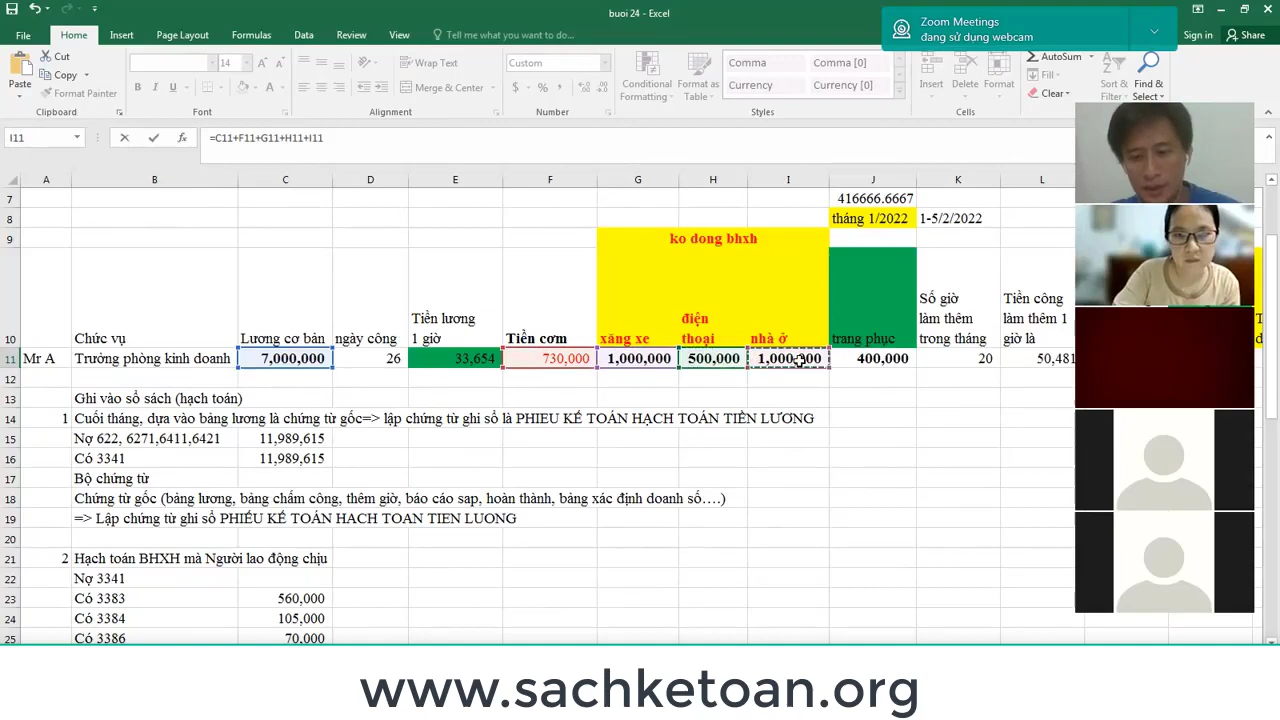 buoi 24 - Excel
Zoom Meetings
đang sử dụng webcam
File Home Insert Page Layout Formulas Data Review View Tell me what you want to do... Sign in Share
Cut
Copy
Format Painter
Paste
Clipboard
14
B I U
Font
Wrap Text
Merge & Center
Alignment
Custom
$ % ,
Number
Conditional Formatting
Format as Table
Comma Comma [0]
Currency Currency [0]
Styles
Insert Delete Format
Cells
AutoSum
Fill
Clear
Sort & Filter
Find & Select
I11 fx =C11+F11+G11+H11+I11
A B C D E F G H I J K L
7 416666.6667
8 tháng 1/2022 1-5/2/2022
9 ko dong bhxh
10 Chức vụ Lương cơ bản ngày công Tiền lương 1 giờ Tiền cơm xăng xe điện thoại nhà ở trang phục Số giờ làm thêm trong tháng Tiền công làm thêm 1 giờ là
11 Mr A Trưởng phòng kinh doanh 7,000,000 26 33,654 730,000 1,000,000 500,000 1,000,000 400,000 20 50,481
12
13 Ghi vào sổ sách (hạch toán)
14 1 Cuối tháng, dựa vào bảng lương là chứng từ gốc=> lập chứng từ ghi sổ là PHIEU KẾ TOÁN HẠCH TOÁN TIỀN LƯƠNG
15 Nợ 622, 6271,6411,6421 11,989,615
16 Có 3341 11,989,615
17 Bộ chứng từ
18 Chứng từ gốc (bảng lương, bảng chấm công, thêm giờ, báo cáo sap, hoàn thành, bảng xác định doanh số….)
19 => Lập chứng từ ghi sổ PHIẾU KẾ TOÁN HACH TOAN TIEN LUONG
20
21 2 Hạch toán BHXH mà Người lao động chịu
22 Nợ 3341
23 Có 3383 560,000
24 Có 3384 105,000
25 Có 3386 70,000
www.sachketoan.org